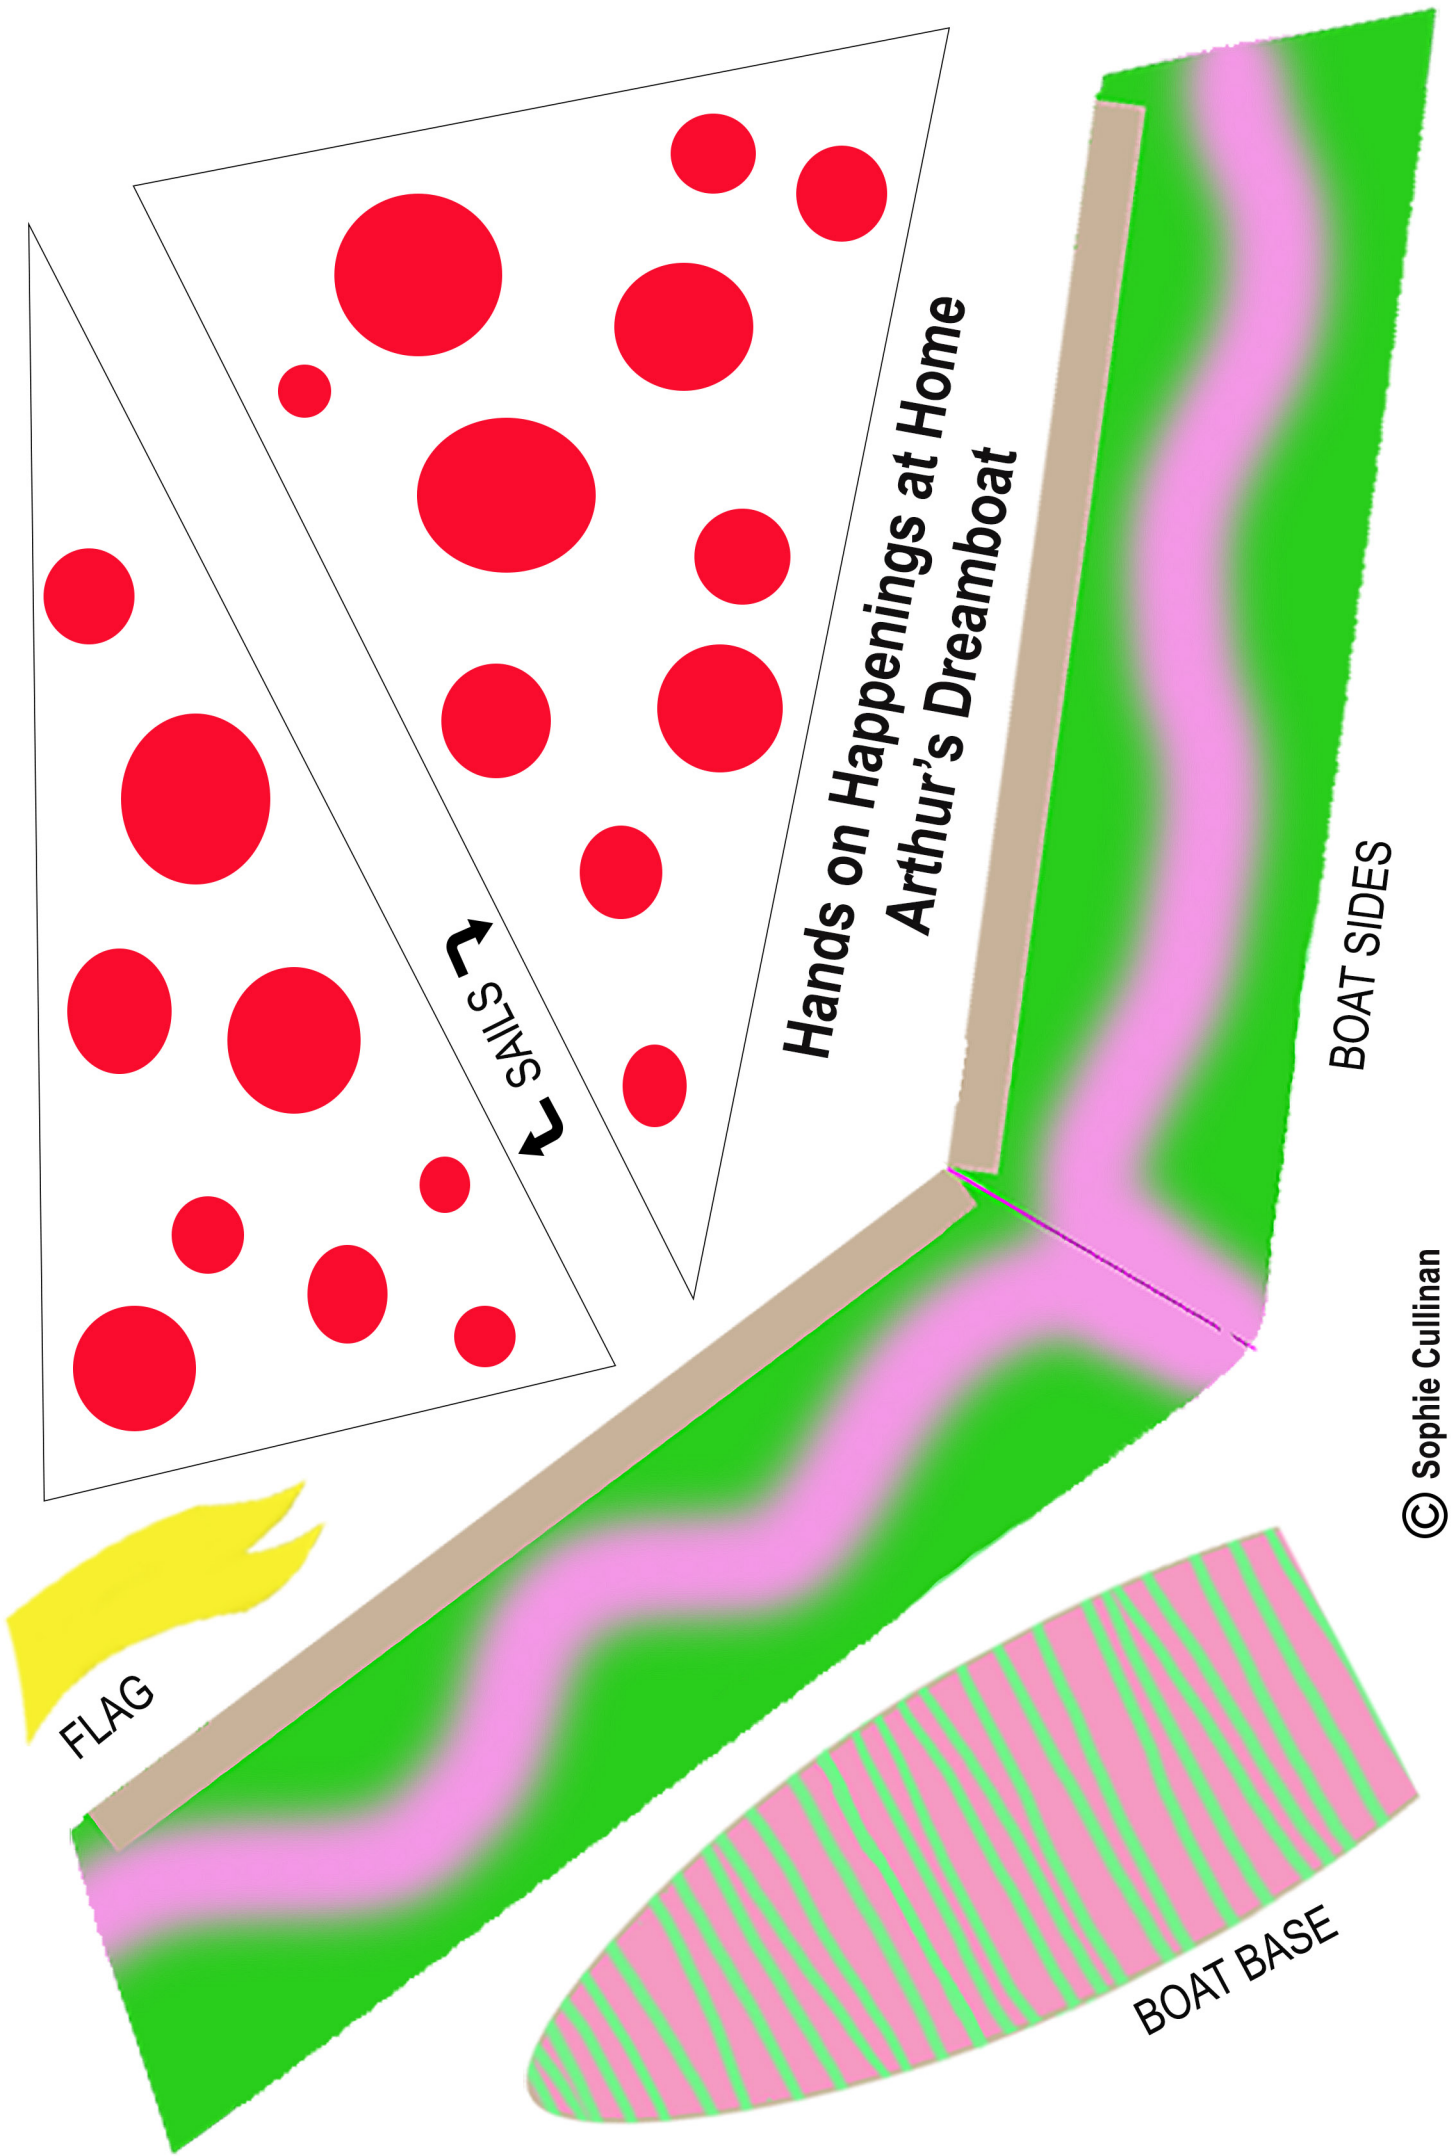 Hands on Happenings at Home
Arthur’s Dreamboat
SAILS
BOAT SIDES
FLAG
BOAT BASE
© Sophie Cullinan